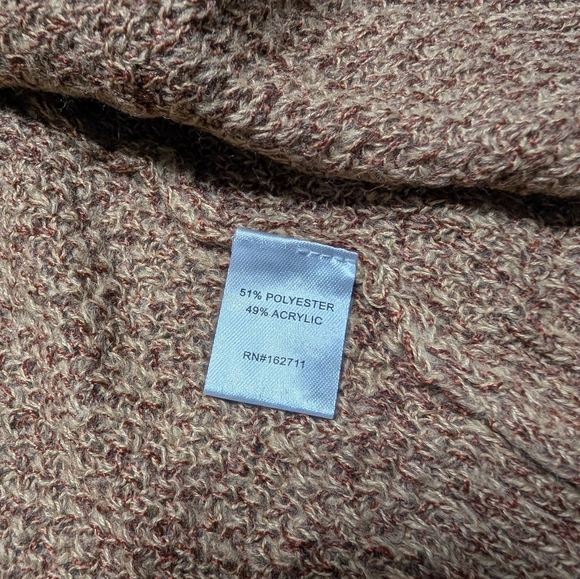 51% POLYESTER
49% ACRYLIC
RN#162711